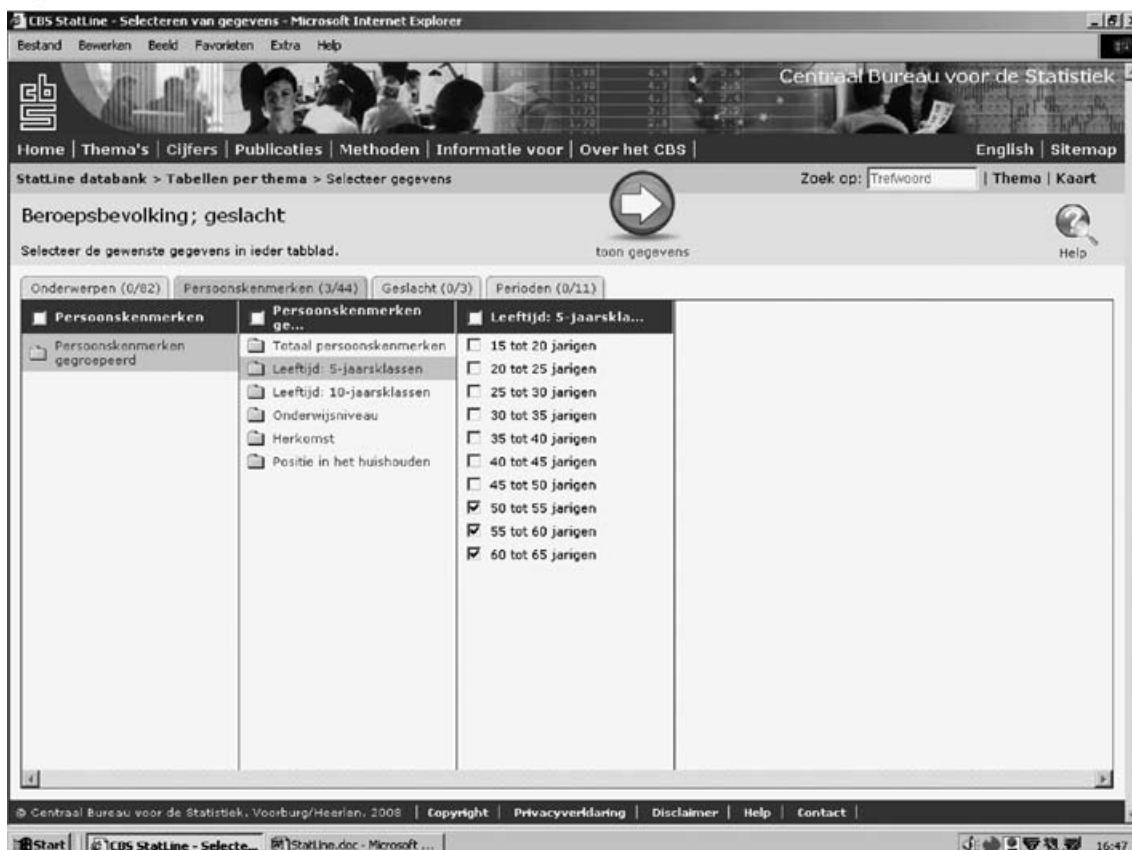 CBS StatLine - Selecteren van gegevens - Microsoft Internet Explorer
Bestand Bewerken Beeld Favorieten Extra Help
cb
Centraal Bureau voor de Statistiek
Home | Thema's | Cijfers | Publicaties | Methoden | Informatie voor | Over het CBS | English | Sitemap
StatLine databank > Tabellen per thema > Selecteer gegevens Zoek op: Trefwoord | Thema | Kaart
Beroepsbevolking; geslacht
Selecteer de gewenste gegevens in ieder tabblad. toon gegevens Help
Onderwerpen (0/82) Persoonskenmerken (3/44) Geslacht (0/3) Perioden (0/11)
Persoonskenmerken
Persoonskenmerken
gegroepeerd
Persoonskenmerken
ge...
Totaal persoonskenmerken
Leeftijd: 5-jaarsklassen
Leeftijd: 10-jaarsklassen
Onderwijsniveau
Herkomst
Positie in het huishouden
Leeftijd: 5-jaarskla...
15 tot 20 jarigen
20 tot 25 jarigen
25 tot 30 jarigen
30 tot 35 jarigen
35 tot 40 jarigen
40 tot 45 jarigen
45 tot 50 jarigen
50 tot 55 jarigen
55 tot 60 jarigen
60 tot 65 jarigen
© Centraal Bureau voor de Statistiek, Voorburg/Heerlen, 2008 | Copyright | Privacyverklaring | Disclaimer | Help | Contact |
Start CBS StatLine - Selecte... StatLine.doc - Microsoft ... 16:47